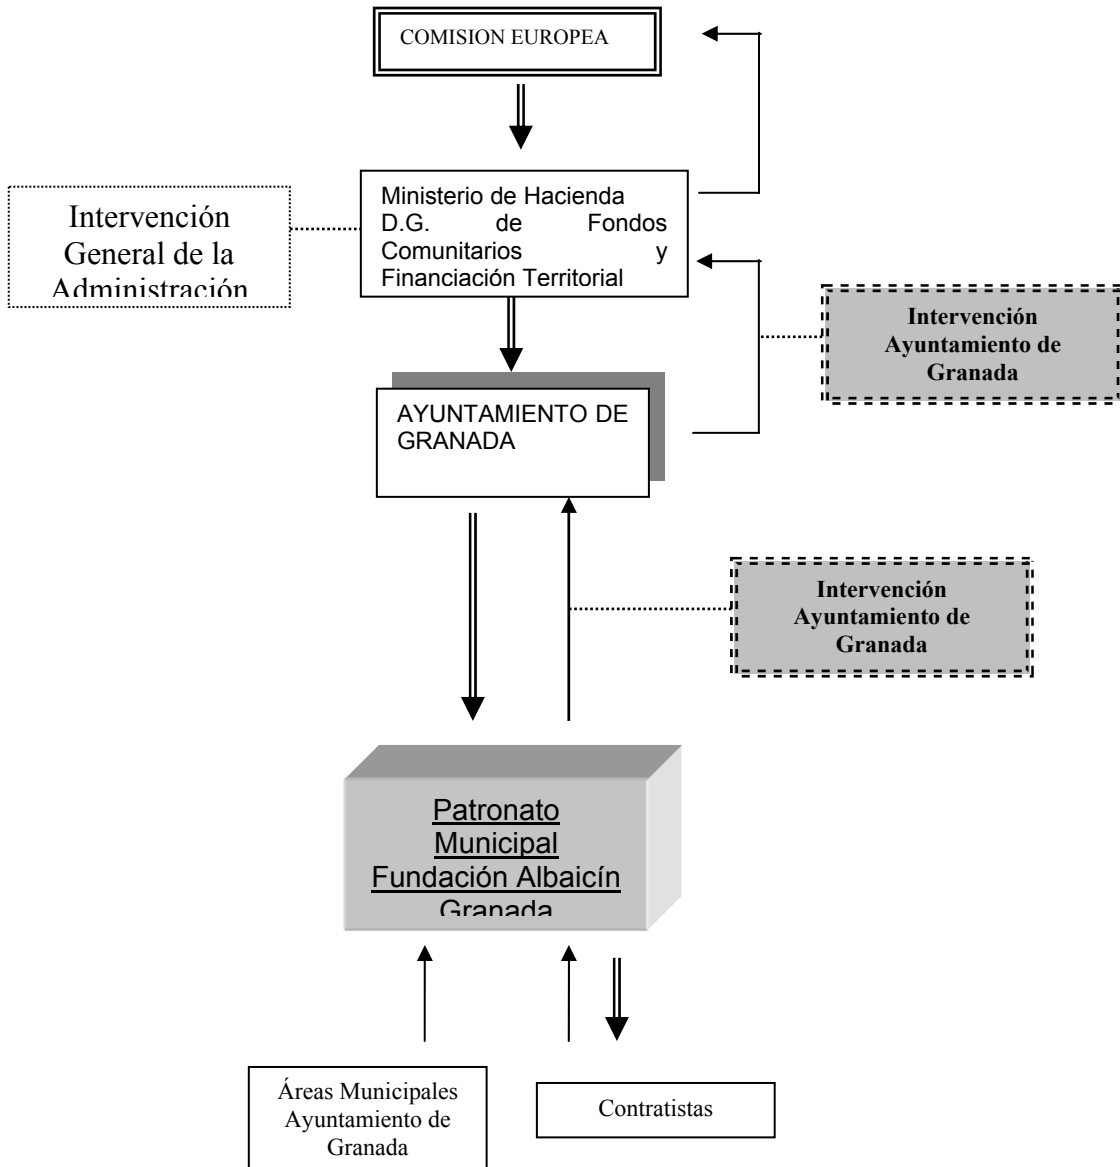 COMISION EUROPEA
Ministerio de Hacienda
D.G. de Fondos
Comunitarios y
Financiación Territorial
Intervención
General de la
Administración
Intervención
Ayuntamiento de
Granada
AYUNTAMIENTO DE
GRANADA
Intervención
Ayuntamiento de
Granada
Patronato
Municipal
Fundación Albaicín
Granada
Áreas Municipales
Ayuntamiento de
Granada
Contratistas